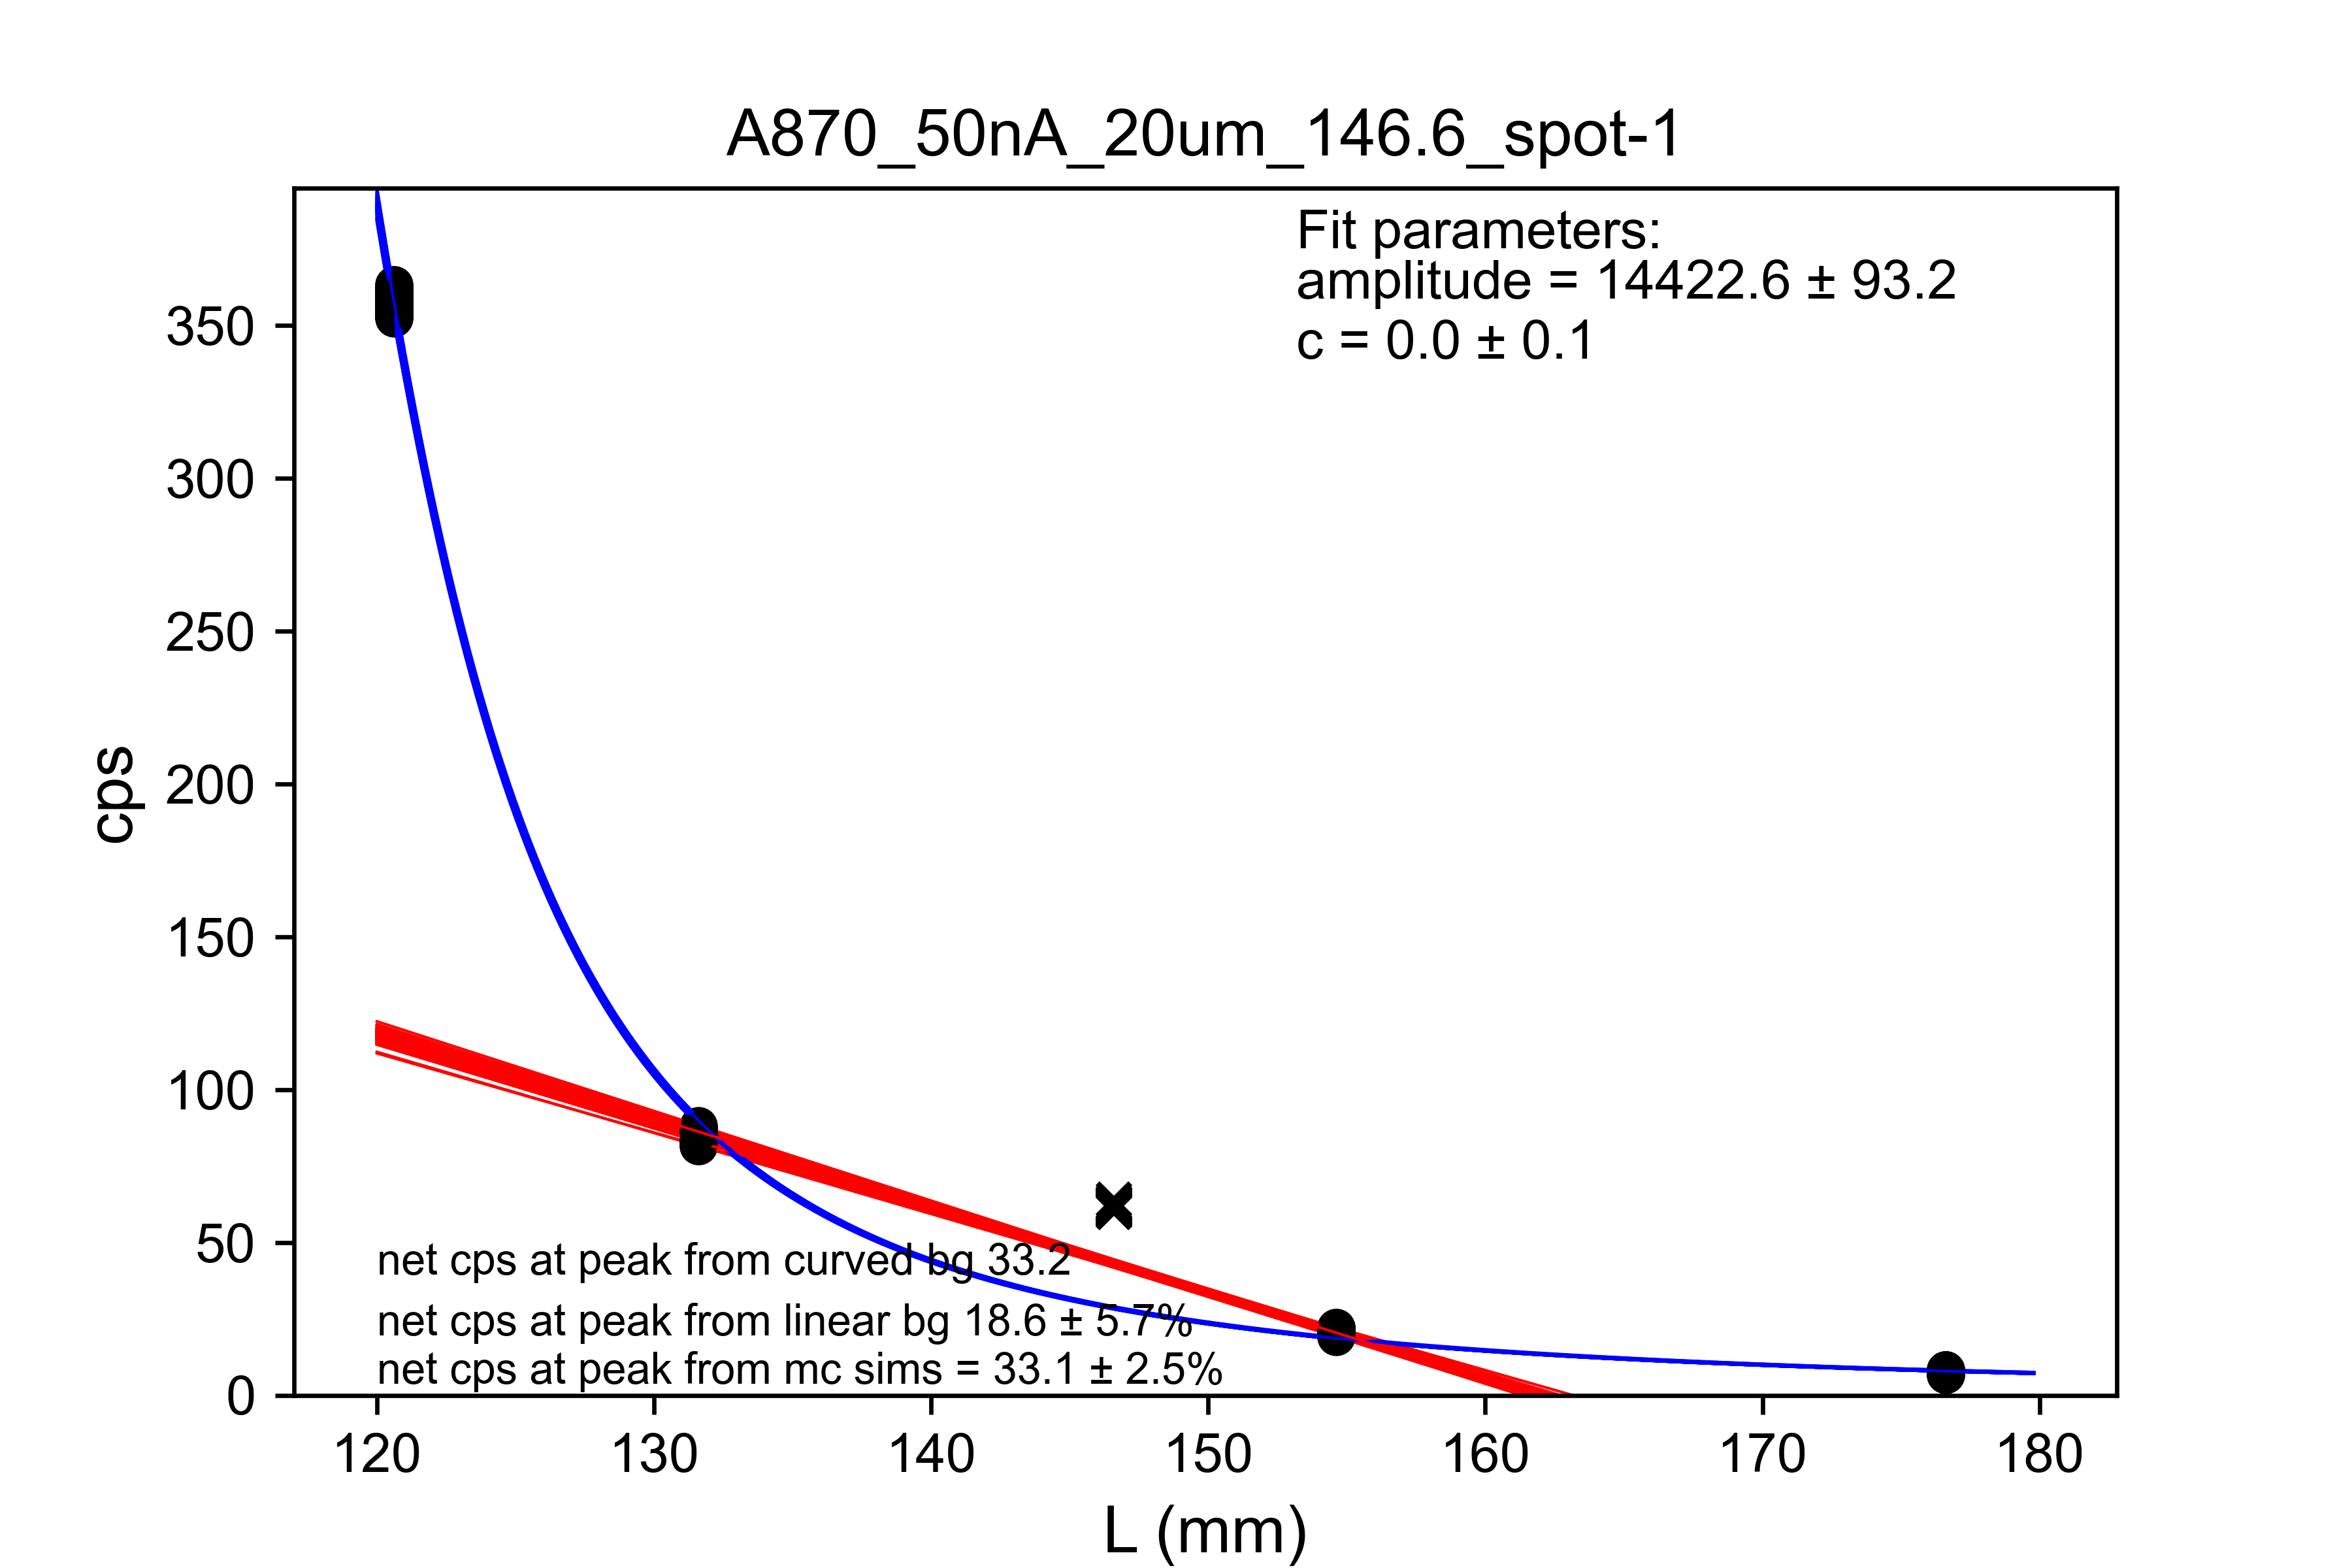 A870_50nA_20um_146.6_spot-1
Fit parameters:
amplitude = 14422.6 ± 93.2
c = 0.0 ± 0.1
cps
350
300
250
200
150
100
50
0
net cps at peak from curved bg 33.2
net cps at peak from linear bg 18.6 ± 5.7%
net cps at peak from mc sims = 33.1 ± 2.5%
120 130 140 150 160 170 180
L (mm)